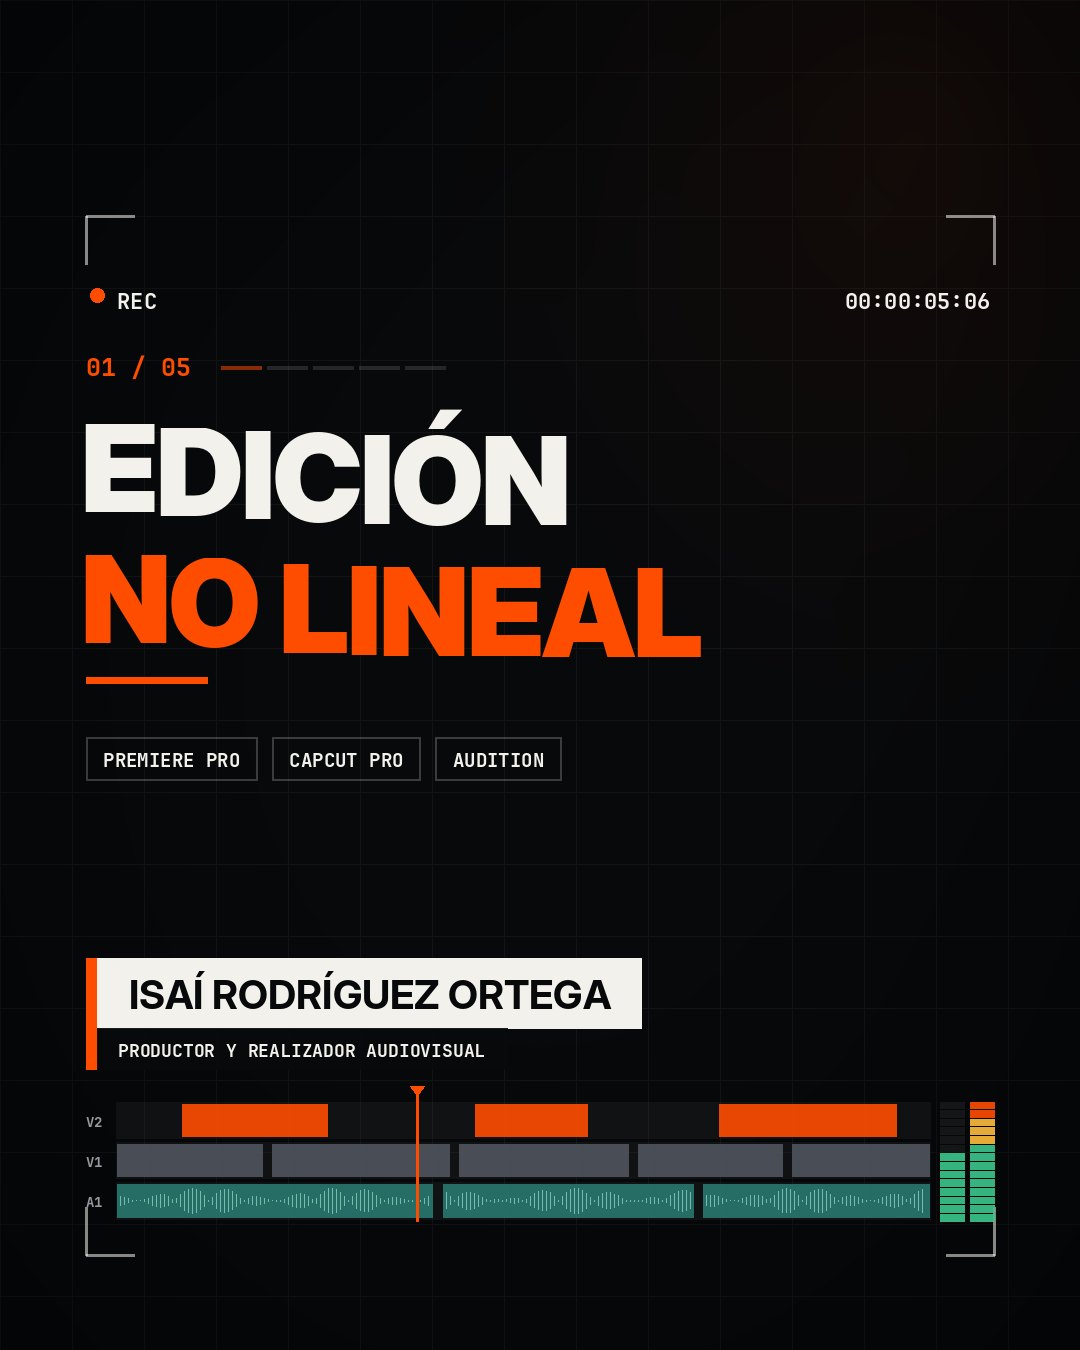 REC
00:00:05:06
01 / 05
EDICIÓN
NO LINEAL
PREMIERE PRO
CAPCUT PRO
AUDITION
ISAÍ RODRÍGUEZ ORTEGA
PRODUCTOR Y REALIZADOR AUDIOVISUAL
V2
V1
A1